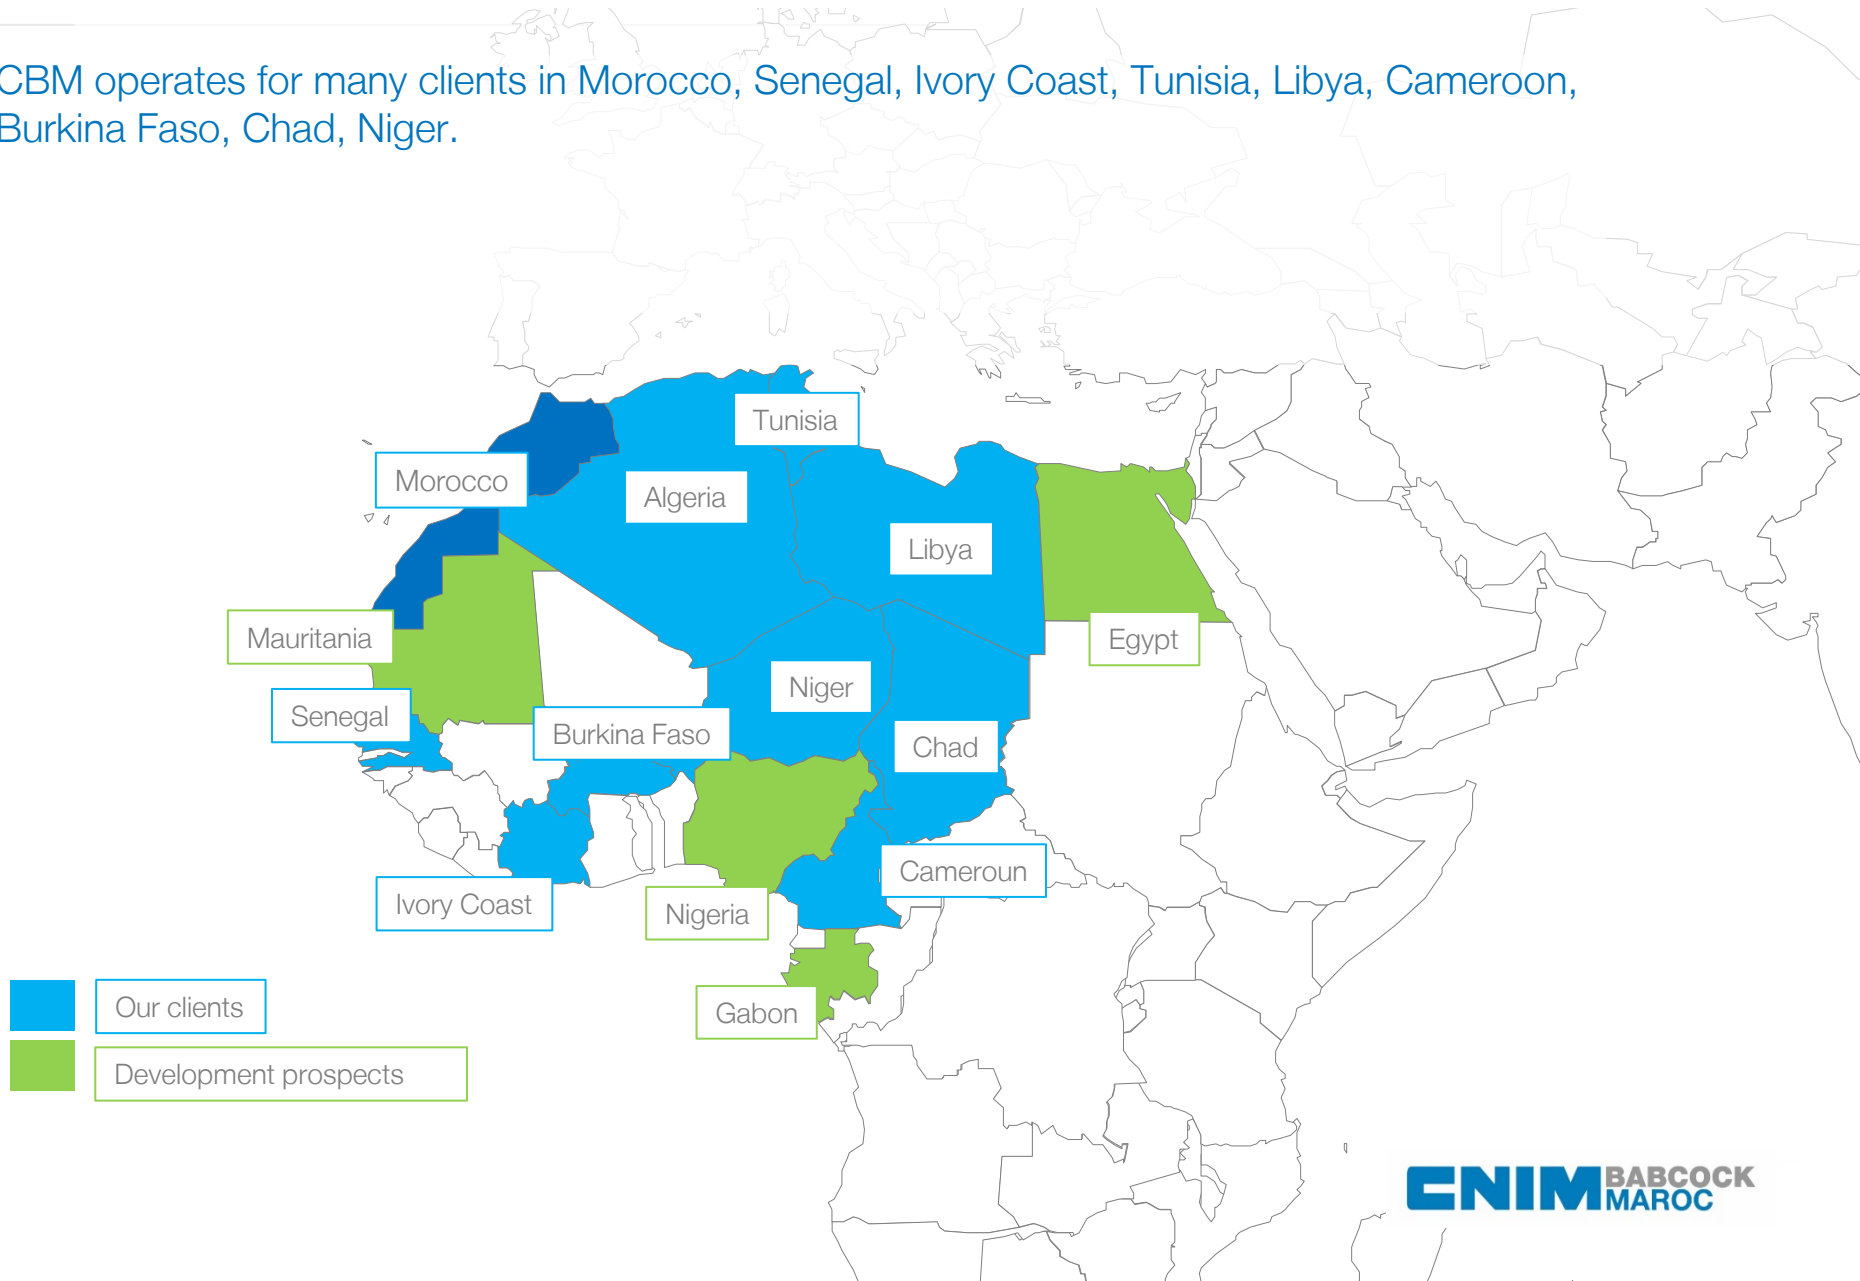 CBM operates for many clients in Morocco, Senegal, Ivory Coast, Tunisia, Libya, Cameroon,
Burkina Faso, Chad, Niger.
Tunisia
Morocco
Algeria
Libya
Mauritania
Egypt
Niger
Senegal
Burkina Faso
Chad
Cameroun
Ivory Coast
Nigeria
Our clients
Gabon
Development prospects
CNIM BABCOCK
MAROC